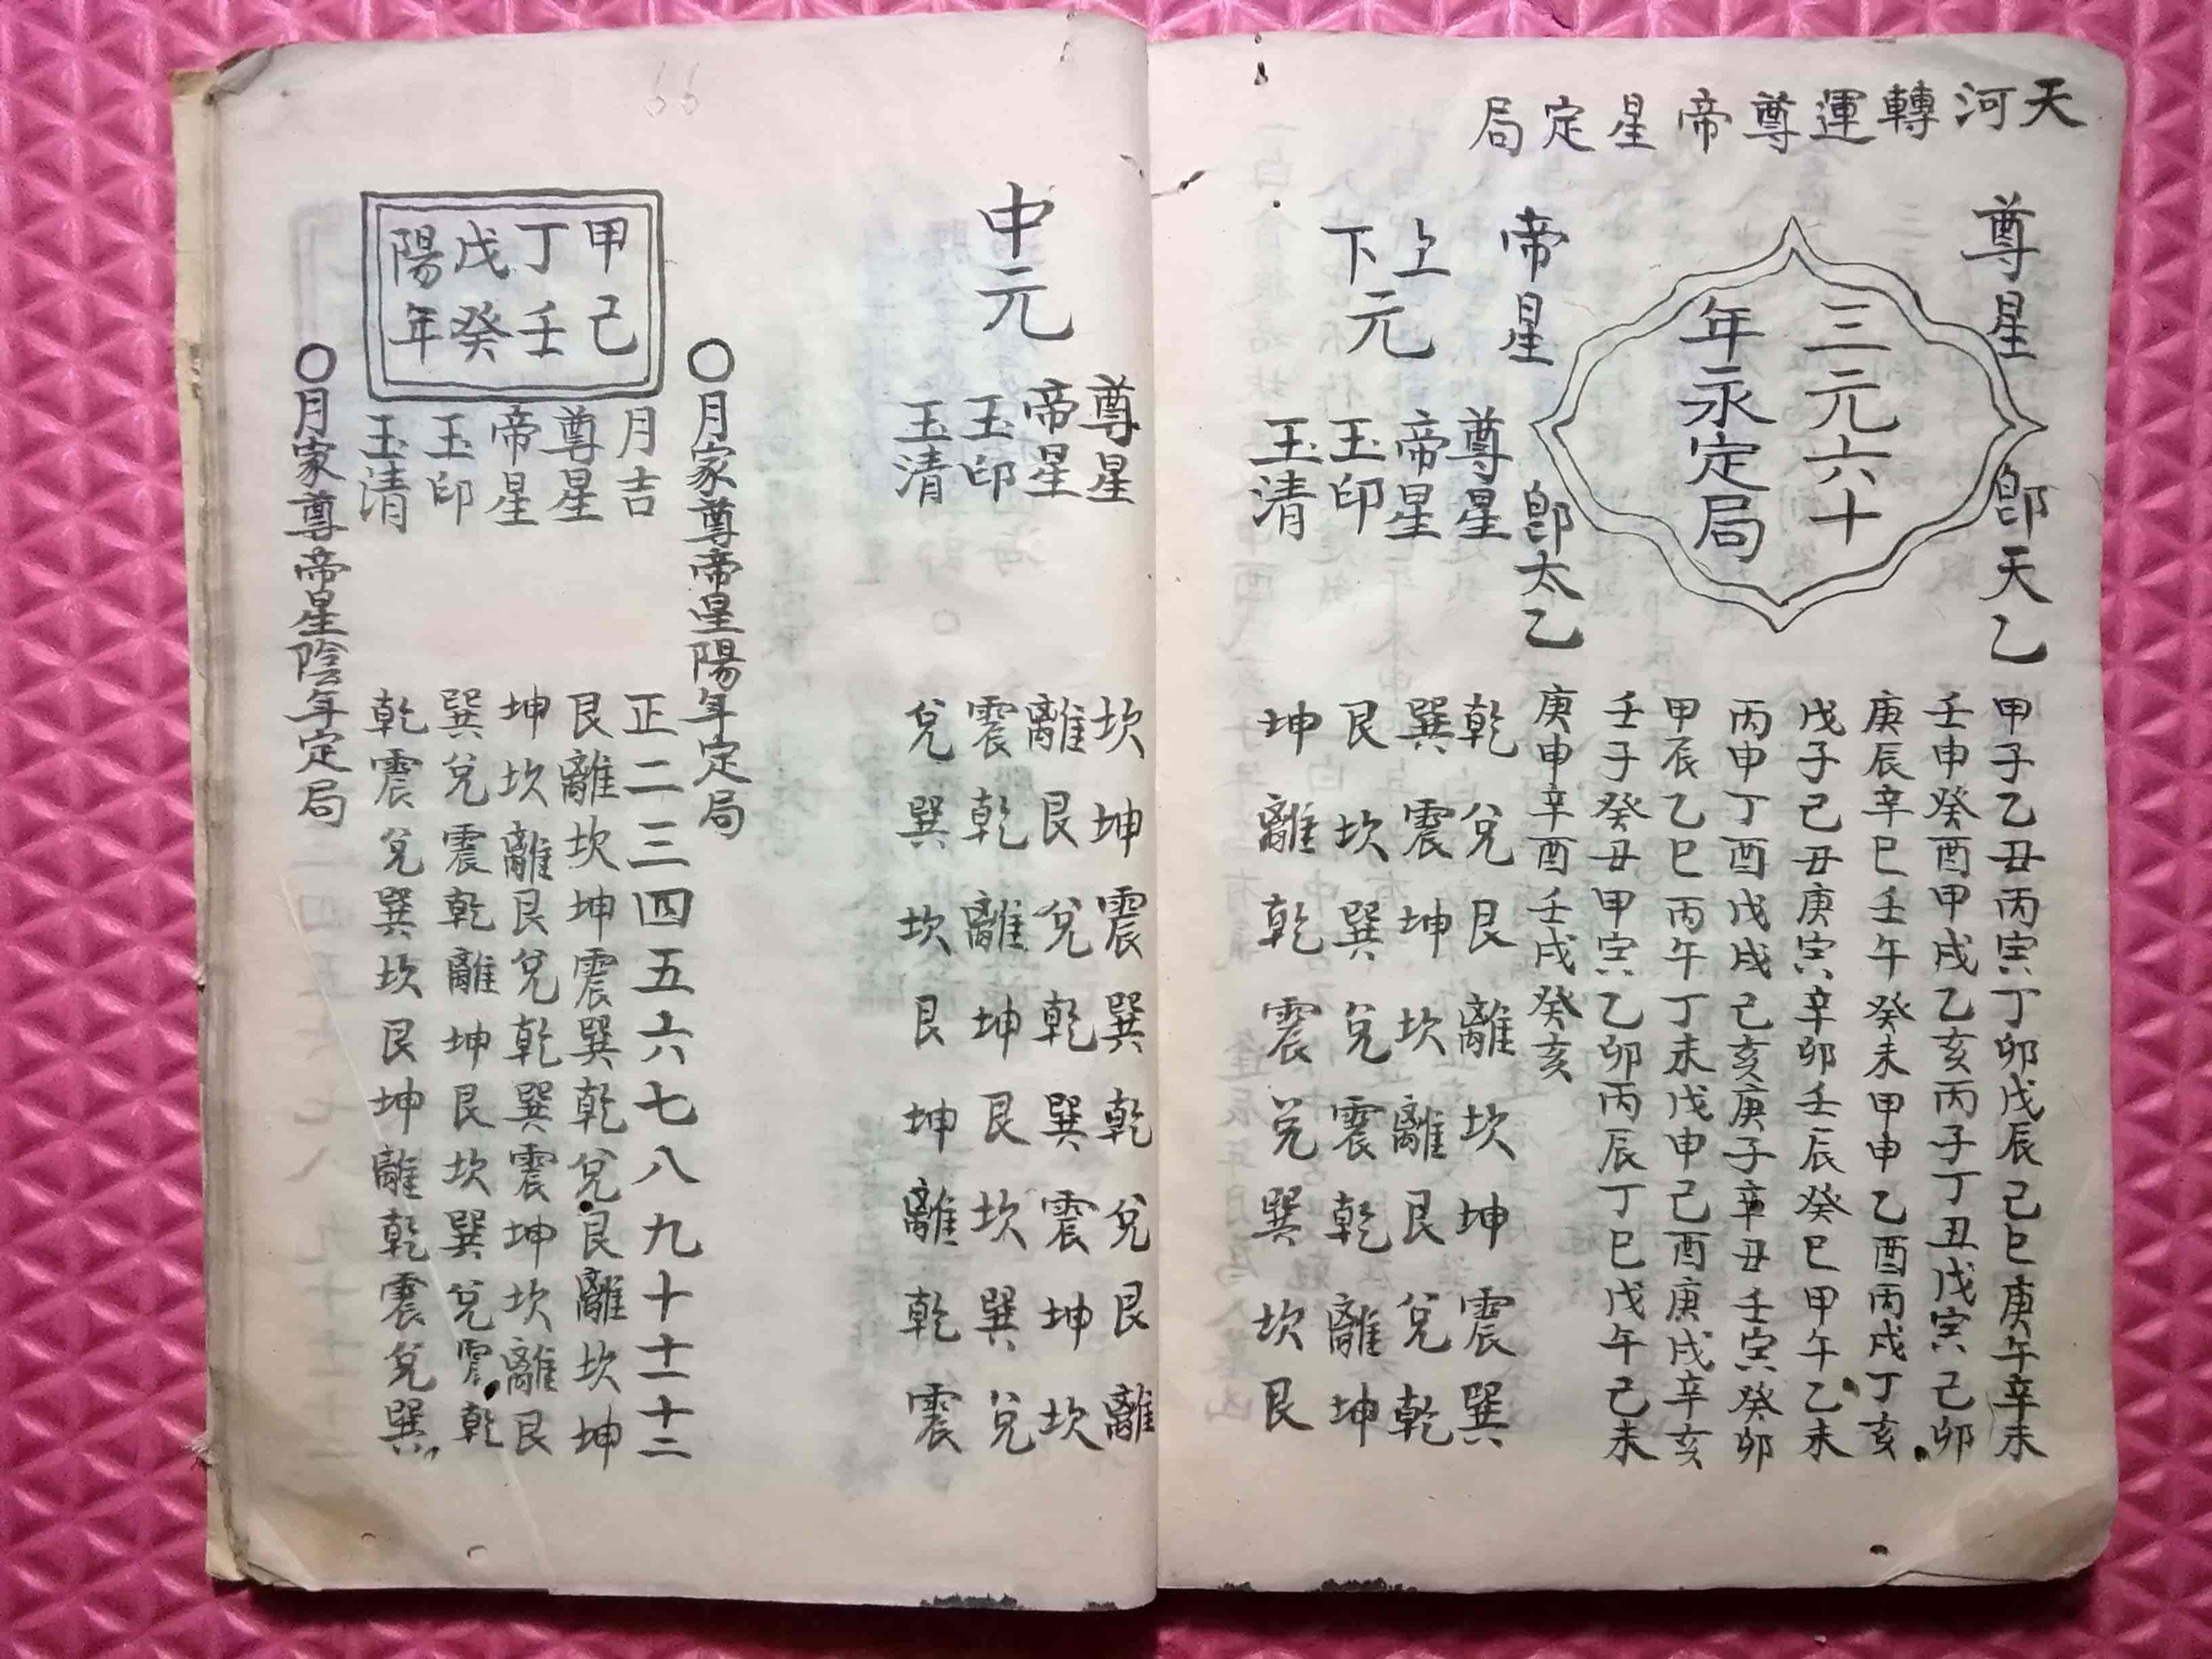 天河轉運尊帝星定局
尊星 即天乙
三元六十
年永定局
帝星 即太乙
甲子乙丑丙寅丁卯戊辰己巳庚午辛未
壬申癸酉甲戌乙亥丙子丁丑戊寅己卯
庚辰辛巳壬午癸未甲申乙酉丙戌丁亥
戊子己丑庚寅辛卯壬辰癸巳甲午乙未
丙申丁酉戊戌己亥庚子辛丑壬寅癸卯
甲辰乙巳丙午丁未戊申己酉庚戌辛亥
壬子癸丑甲寅乙卯丙辰丁巳戊午己未
庚申辛酉壬戌癸亥
上下元
尊星 乾兌艮離坎坤震巽
帝星 巽震坤坎離艮兌乾
玉印 艮坎巽兌震乾離坤
玉清 坤離乾震兌巽坎艮
中元
尊星 坎坤震巽乾兌艮離
帝星 離艮兌乾巽震坤坎
玉印 震乾離坤艮坎巽兌
玉清 兌巽坎艮坤離乾震
〇月家尊帝星陽年定局
甲己
丁壬
戊癸
陽年
月吉 正二三四五六七八九十十一十二
尊星 艮離坎坤震巽乾兌艮離坎坤
帝星 坤坎離艮兌乾巽震坤坎離艮
玉印 巽兌震乾離坤艮坎巽兌震乾
玉清 乾震兌巽坎艮坤離乾震兌巽
〇月家尊帝星陰年定局
66